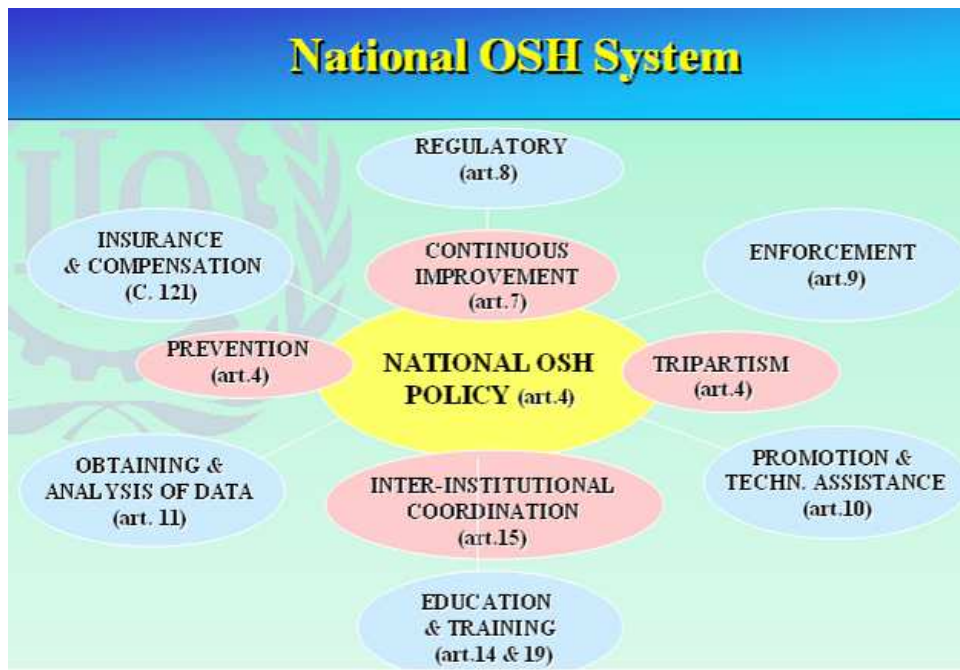 National OSH System
REGULATORY
(art.8)
INSURANCE
& COMPENSATION
(C. 121)
CONTINUOUS
IMPROVEMENT
(art.7)
ENFORCEMENT
(art.9)
PREVENTION
(art.4)
NATIONAL OSH
POLICY (art.4)
TRIPARTISM
(art.4)
OBTAINING &
ANALYSIS OF DATA
(art. 11)
INTER-INSTITUTIONAL
COORDINATION
(art.15)
PROMOTION &
TECHN. ASSISTANCE
(art.10)
EDUCATION
& TRAINING
(art.14 & 19)